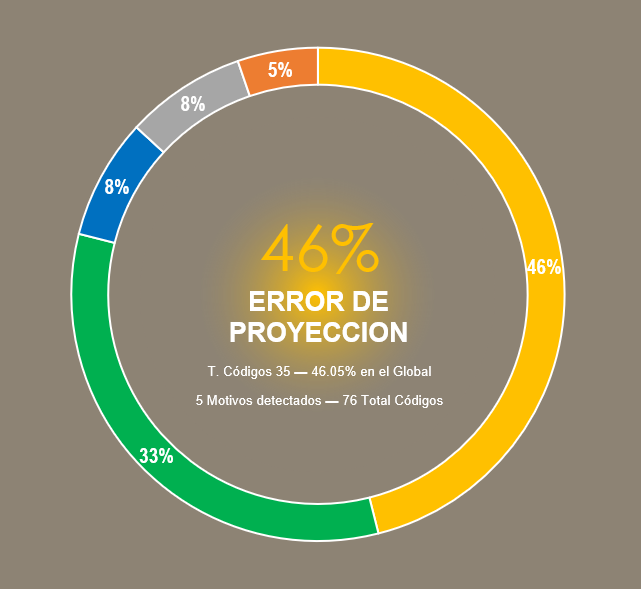 5%
8%
8%
46%
46%
ERROR DE
PROYECCION
T. Códigos 35 — 46.05% en el Global
5 Motivos detectados — 76 Total Códigos
33%